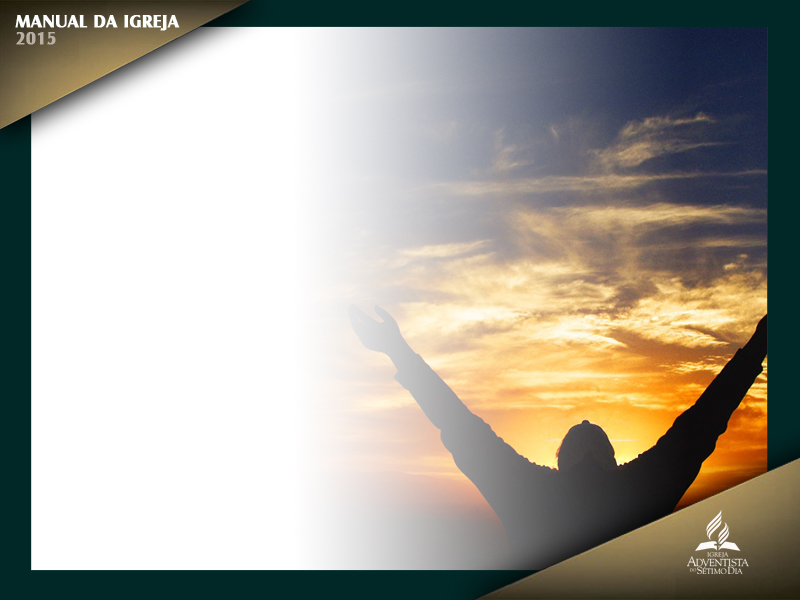 MANUAL DA IGREJA
2015
IGREJA
ADVENTISTA
DO SÉTIMO DIA